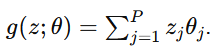 g(z; θ) = ∑_{j=1}^{P} z_j θ_j.